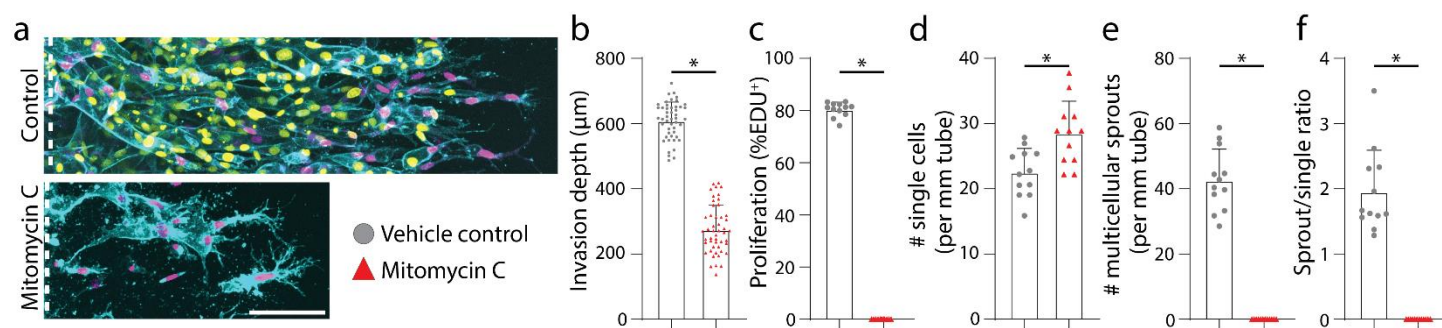 a
Control
Mitomycin C
Vehicle control
Mitomycin C
b
Invasion depth (µm)
800
600
400
200
0
*
c
Proliferation (%EDU⁺)
100
80
60
40
20
0
*
d
# single cells
(per mm tube)
40
30
20
10
0
*
e
# multicellular sprouts
(per mm tube)
80
60
40
20
0
*
f
Sprout/single ratio
4
3
2
1
0
*